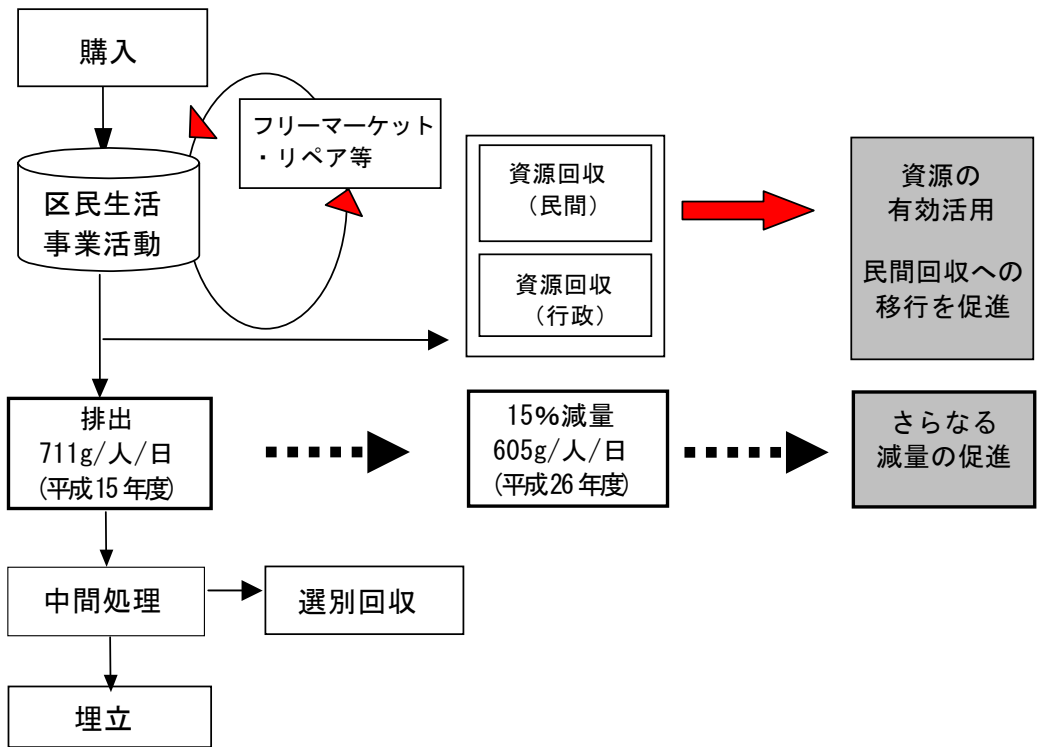 購入
フリーマーケット
・リペア等
区民生活
事業活動
資源回収
（民間）
資源回収
（行政）
資源の
有効活用
民間回収への
移行を促進
排出
711g/人/日
(平成15年度)
15%減量
605g/人/日
(平成26年度)
さらなる
減量の促進
中間処理
選別回収
埋立